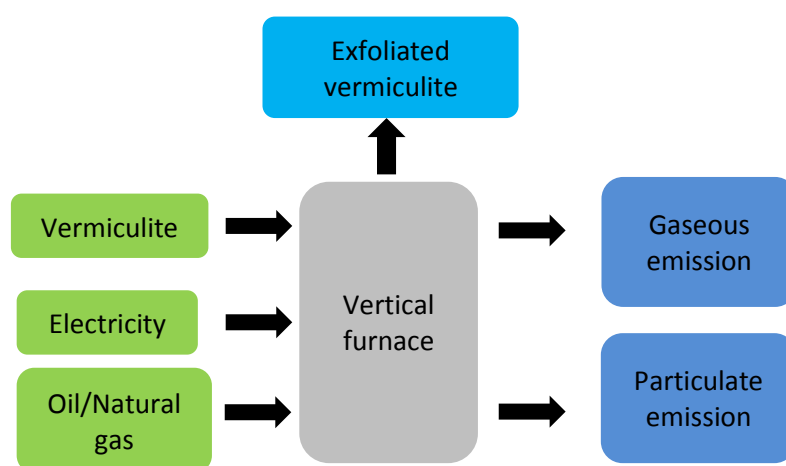 Exfoliated
vermiculite
Vermiculite
Electricity
Oil/Natural
gas
Vertical
furnace
Gaseous
emission
Particulate
emission